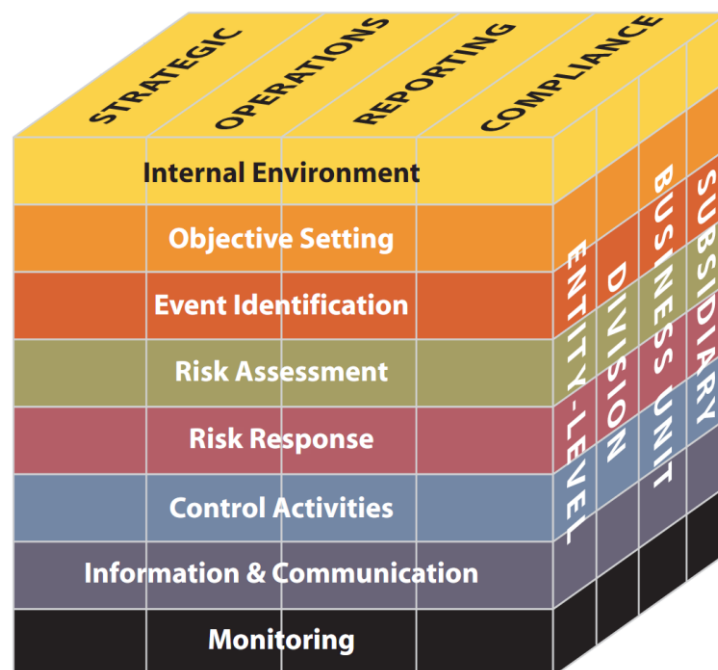 STRATEGIC
OPERATIONS
REPORTING
COMPLIANCE
Internal Environment
Objective Setting
Event Identification
Risk Assessment
Risk Response
Control Activities
Information & Communication
Monitoring
ENTITY-LEVEL
DIVISION
BUSINESS UNIT
SUBSIDIARY